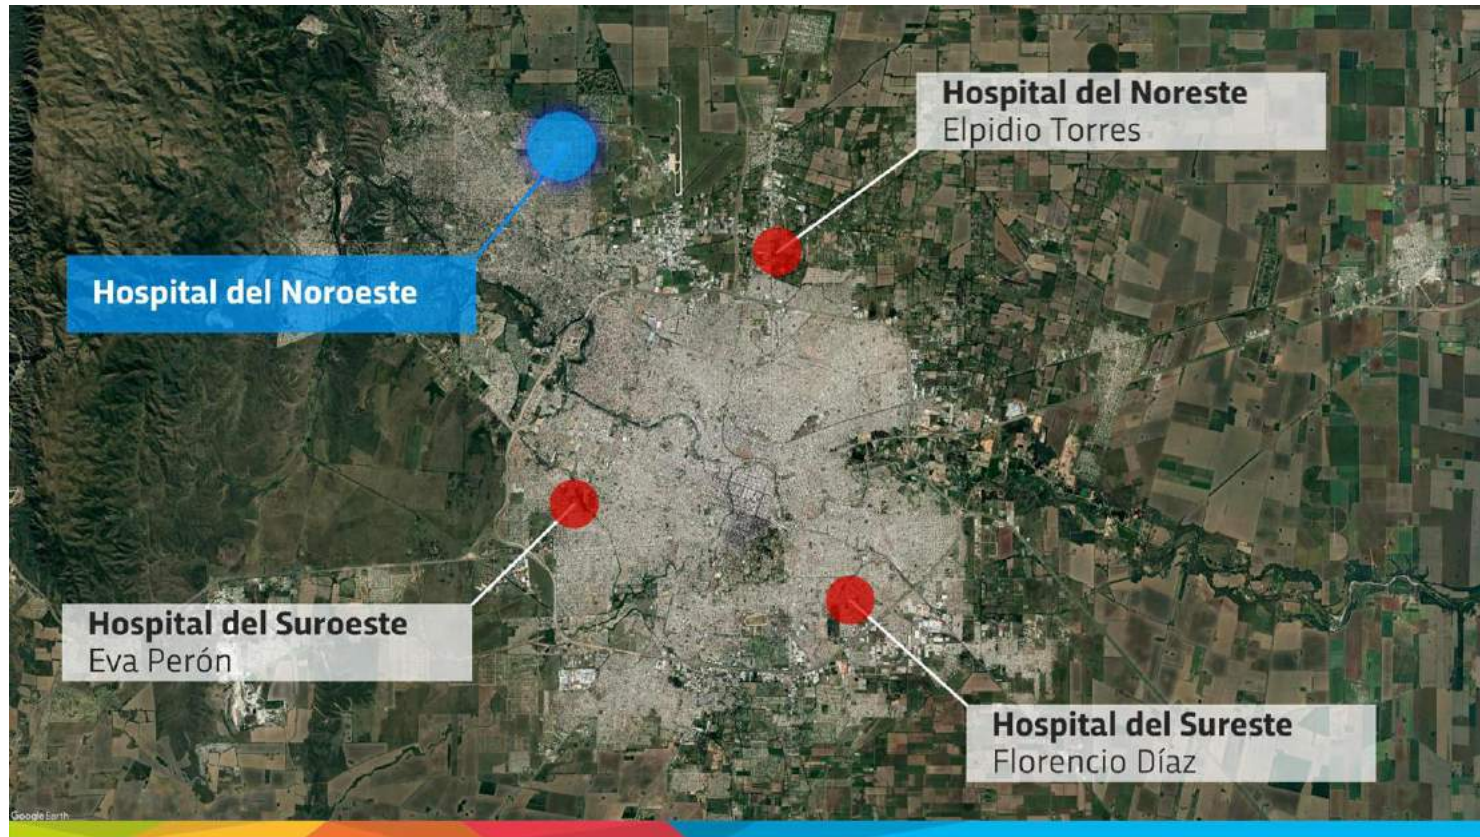 Hospital del Noreste
Elpidio Torres
Hospital del Noroeste
Hospital del Suroeste
Eva Perón
Hospital del Sureste
Florencio Díaz
Google Earth